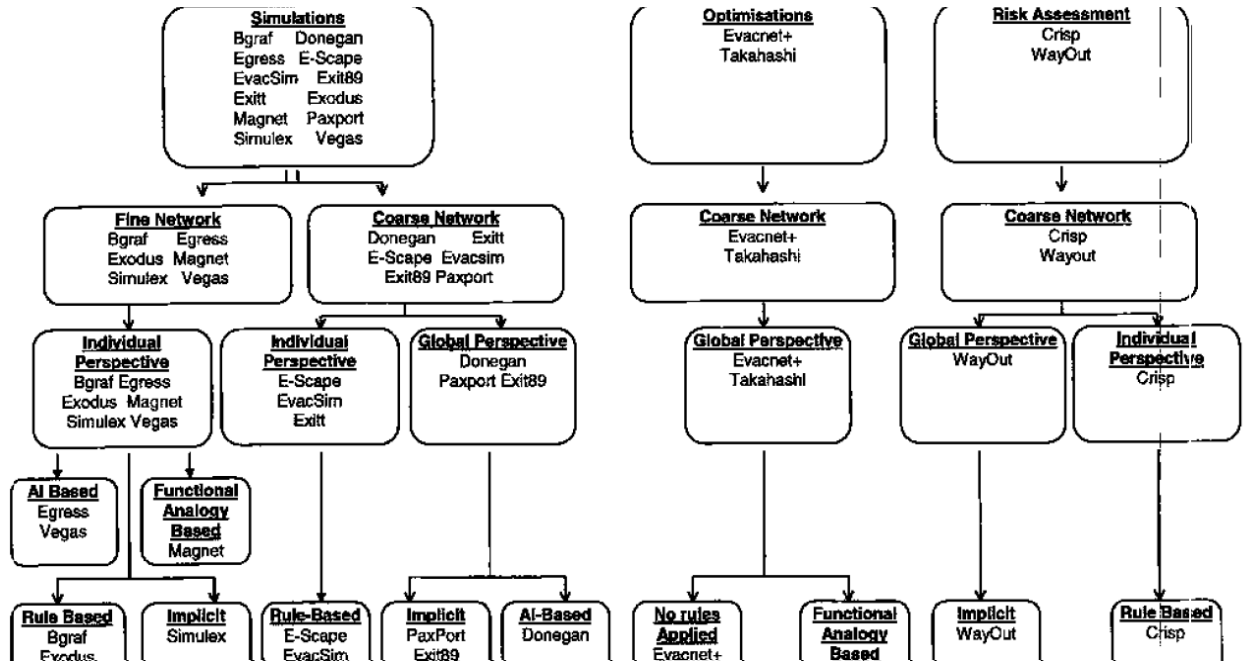 Simulations
Bgraf Donegan
Egress E-Scape
EvacSim Exit89
Exitt Exodus
Magnet Paxport
Simulex Vegas
Optimisations
Evacnet+
Takahashi
Risk Assessment
Crisp
WayOut
Fine Network
Bgraf Egress
Exodus Magnet
Simulex Vegas
Coarse Network
Donegan Exitt
E-Scape Evacsim
Exit89 Paxport
Coarse Network
Evacnet+
Takahashi
Coarse Network
Crisp
Wayout
Individual
Perspective
Bgraf Egress
Exodus Magnet
Simulex Vegas
Individual
Perspective
E-Scape
EvacSim
Exitt
Global Perspective
Donegan
Paxport Exit89
Global Perspective
Evacnet+
Takahashi
Global Perspective
WayOut
Individual
Perspective
Crisp
AI Based
Egress
Vegas
Functional
Analogy
Based
Magnet
Rule Based
Bgraf
Exodus
Implicit
Simulex
Rule-Based
E-Scape
EvacSim
Implicit
PaxPort
Exit89
AI-Based
Donegan
No rules
Applied
Evacnet+
Functional
Analogy
Based
Implicit
WayOut
Rule Based
Crisp